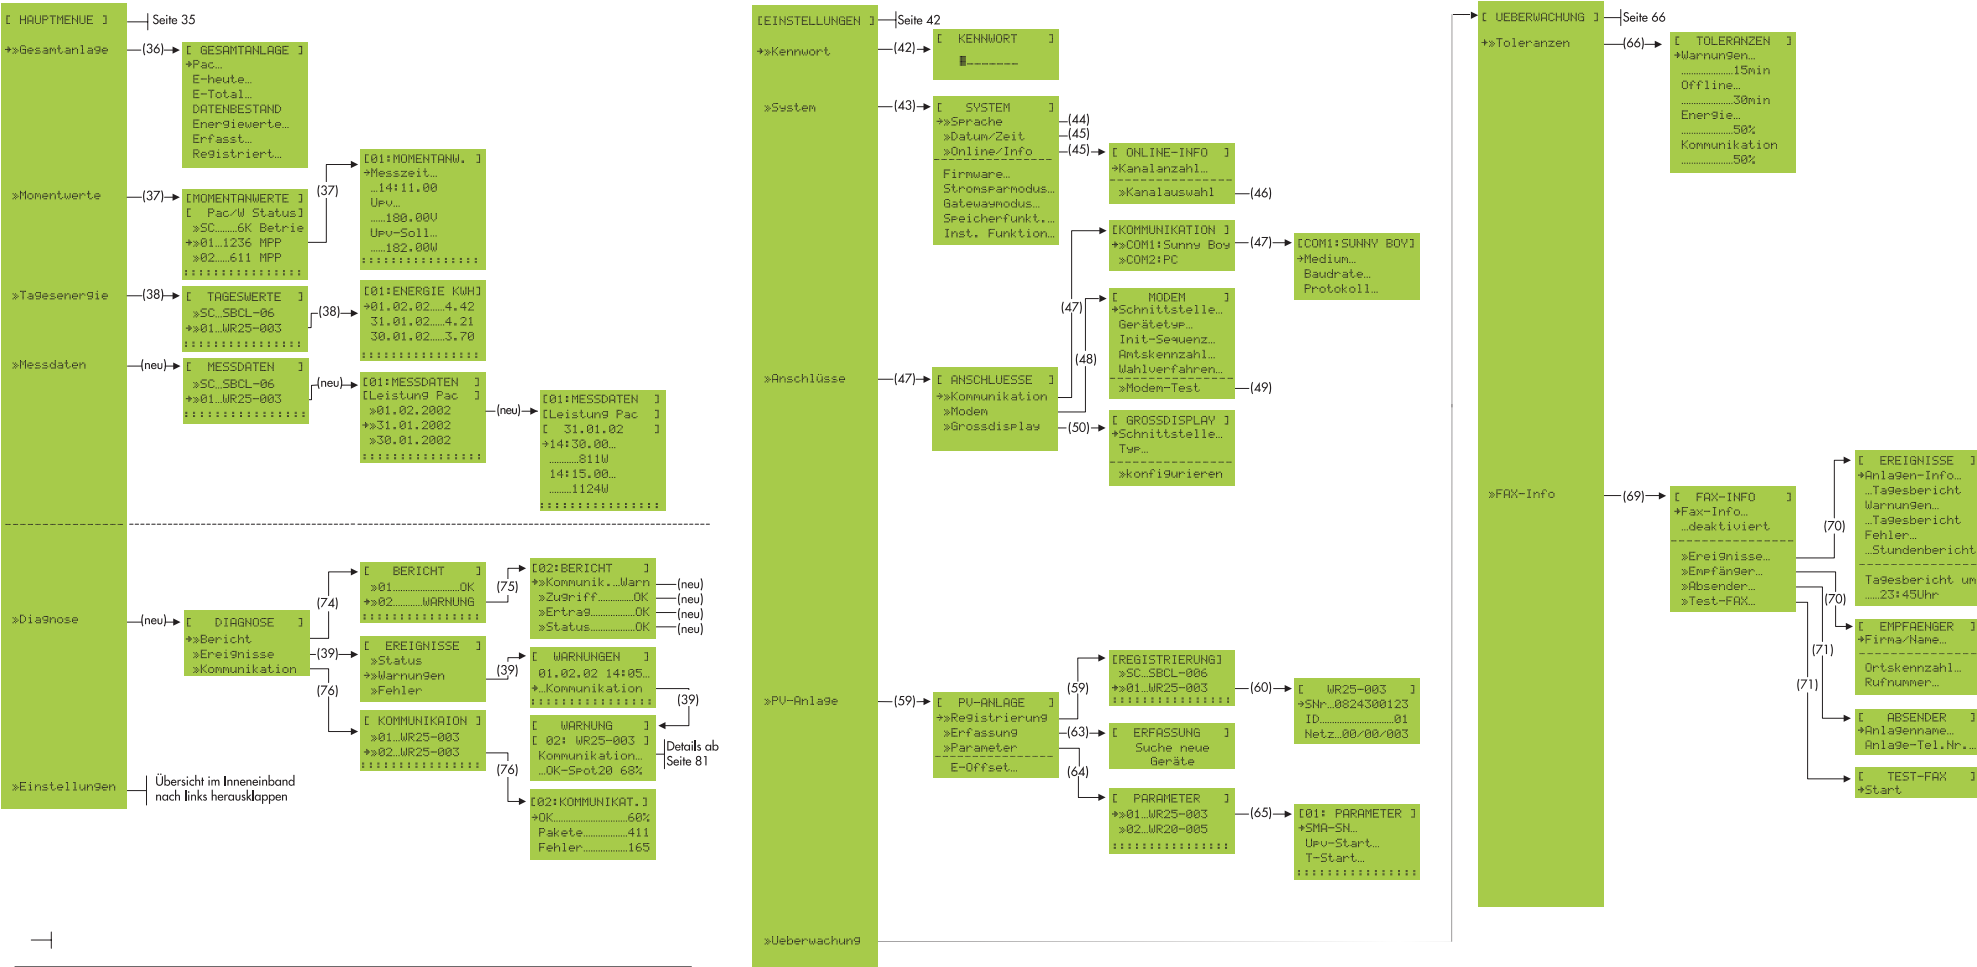 [ HAUPTMENUE ]
Seite 35
➔»Gesamtanlage
(36)
[ GESAMTANLAGE ]
➔Pac...
E-heute...
E-Total...
DATENBESTAND
Energiewerte...
Erfasst...
Registriert...
»Momentwerte
(37)
[MOMENTANWERTE ]
[ Pac/W Status]
»SC........6K Betrie
➔»01...1236 MPP
»02.....611 MPP
(37)
[01:MOMENTANW. ]
➔Messzeit...
...14:11.00
Upv...
......180.00V
Upv-Soll...
......182.00W
»Tagesenergie
(38)
[ TAGESWERTE ]
»SC...SBCL-06
➔»01...WR25-003
(38)
[01:ENERGIE KWH]
➔01.02.02.....4.42
31.01.02.....4.21
30.01.02.....3.70
»Messdaten
(neu)
[ MESSDATEN ]
»SC...SBCL-06
➔»01...WR25-003
(neu)
[01:MESSDATEN ]
[Leistung Pac ]
»01.02.2002
➔»31.01.2002
»30.01.2002
(neu)
[01:MESSDATEN ]
[Leistung Pac ]
[ 31.01.02 ]
➔14:30.00...
...........811W
14:15.00...
.........1124W
»Diagnose
(neu)
[ DIAGNOSE ]
➔»Bericht
»Ereignisse
»Kommunikation
(74)
(39)
(76)
[ BERICHT ]
»01.........................OK
➔»02..........WARNUNG
(75)
[02:BERICHT ]
➔»Kommunik....Warn
»Zugriff.............OK
»Ertrag...............OK
»Status................OK
(neu)
(neu)
(neu)
(neu)
[ EREIGNISSE ]
»Status
➔»Warnungen
»Fehler
(39)
[ WARNUNGEN ]
01.02.02 14:05...
➔...Kommunikation
(39)
[ WARNUNG ]
[ 02: WR25-003 ]
Kommunikation...
...OK-Spot20 68%
Details ab
Seite 81
[ KOMMUNIKAION ]
»01...WR25-003
➔»02...WR25-003
(76)
[02:KOMMUNIKAT.]
➔OK...........................60%
Pakete................411
Fehler.................165
»Einstellungen
Übersicht im Inneneinband
nach links herausklappen
[EINSTELLUNGEN ]
Seite 42
➔»Kennwort
(42)
[ KENNWORT ]
»System
(43)
[ SYSTEM ]
➔»Sprache
»Datum/Zeit
»Online/Info
Firmware...
Stromsparmodus...
Gatewaymodus...
Speicherfunkt....
Inst. Funktion...
(44)
(45)
(45)
[ ONLINE-INFO ]
➔Kanalanzahl...
»Kanalauswahl
(46)
»Anschlüsse
(47)
[ ANSCHLUESSE ]
➔»Kommunikation
»Modem
»Grossdisplay
(47)
(48)
(50)
[KOMMUNIKATION ]
➔»COM1:Sunny Boy
»COM2:PC
(47)
[COM1:SUNNY BOY]
➔Medium...
Baudrate...
Protokoll...
[ MODEM ]
➔Schnittstelle...
Gerätetyp...
Init-Sequenz...
Amtskennzahl...
Wahlverfahren...
»Modem-Test
(49)
[ GROSSDISPLAY ]
➔Schnittstelle...
Typ...
»konfigurieren
»PV-Anlage
(59)
[ PV-ANLAGE ]
➔»Registrierung
»Erfassung
»Parameter
E-Offset...
(59)
(63)
(64)
[REGISTRIERUNG]
»SC...SBCL-006
➔»01...WR25-003
(60)
[ WR25-003 ]
➔SNr...0824300123
ID...........................01
Netz...00/00/003
[ ERFASSUNG ]
Suche neue
Geräte
[ PARAMETER ]
➔»01...WR25-003
»02...WR20-005
(65)
[01: PARAMETER ]
➔SMA-SN...
Upv-Start...
T-Start...
»Ueberwachung
[ UEBERWACHUNG ]
Seite 66
➔»Toleranzen
(66)
[ TOLERANZEN ]
➔Warnungen...
...................15min
Offline...
...................30min
Energie...
...................50%
Kommunikation
...................50%
»FAX-Info
(69)
[ FAX-INFO ]
➔Fax-Info...
...deaktiviert
»Ereignisse...
»Empfänger...
»Absender...
»Test-FAX...
(70)
(70)
(71)
(71)
[ EREIGNISSE ]
➔Anlagen-Info...
...Tagesbericht
Warnungen...
...Tagesbericht
Fehler...
...Stundenbericht
Tagesbericht um
......23:45Uhr
[ EMPFAENGER ]
➔Firma/Name...
Ortskennzahl...
Rufnummer...
[ ABSENDER ]
➔Anlagenname...
Anlage-Tel.Nr....
[ TEST-FAX ]
➔Start